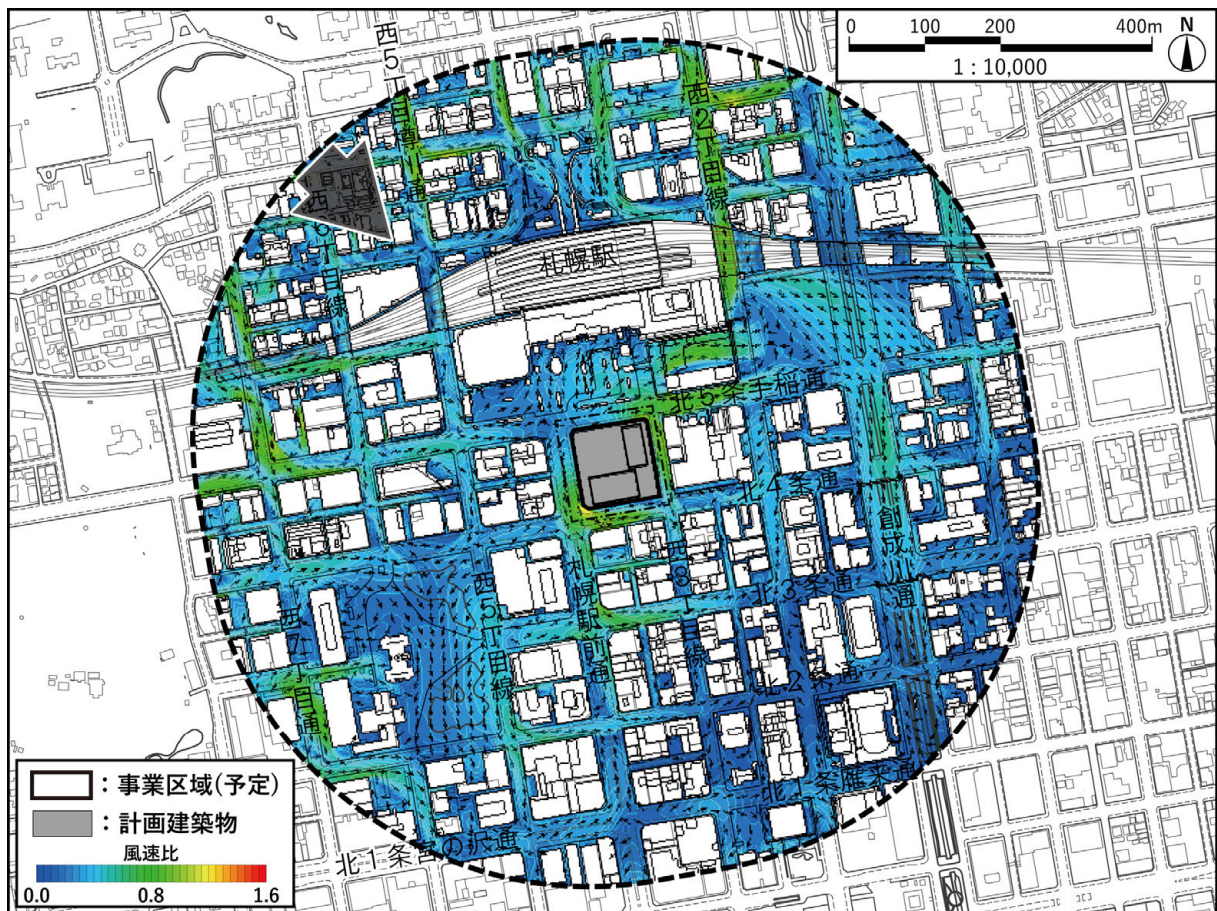 0 100 200 400m
N
1 : 10,000
西5丁目樽川通
西2丁目線
西6丁目線
札幌駅
北5条手稲通
北4条通
創成川通
西3丁目線
北3条通
札幌駅前通
西5丁目線
西7丁目通
北2条通
北1条雁来通
北1条宮の沢通
:事業区域(予定)
:計画建築物
風速比
0.0 0.8 1.6